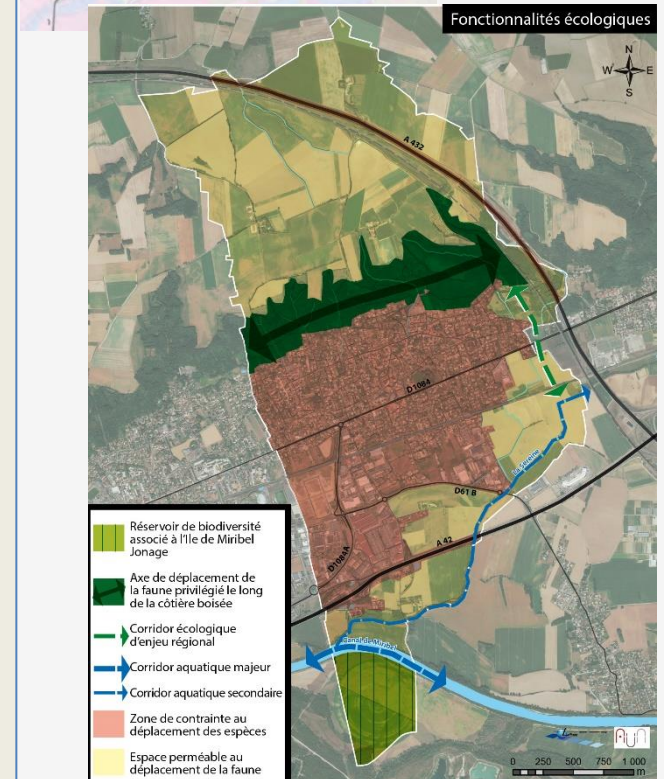 Fonctionnalités écologiques
N
W
E
S
A 432
D1084
La Sereine
D61 B
A 42
D1084A
Canal de Miribel
Réservoir de biodiversité
associé à l'Ile de Miribel
Jonage
Axe de déplacement de
la faune privilégié le long
de la côtière boisée
Corridor écologique
d'enjeu régional
Corridor aquatique majeur
Corridor aquatique secondaire
Zone de contrainte au
déplacement des espèces
Espace perméable au
déplacement de la faune
0 250 500 750 1 000
m